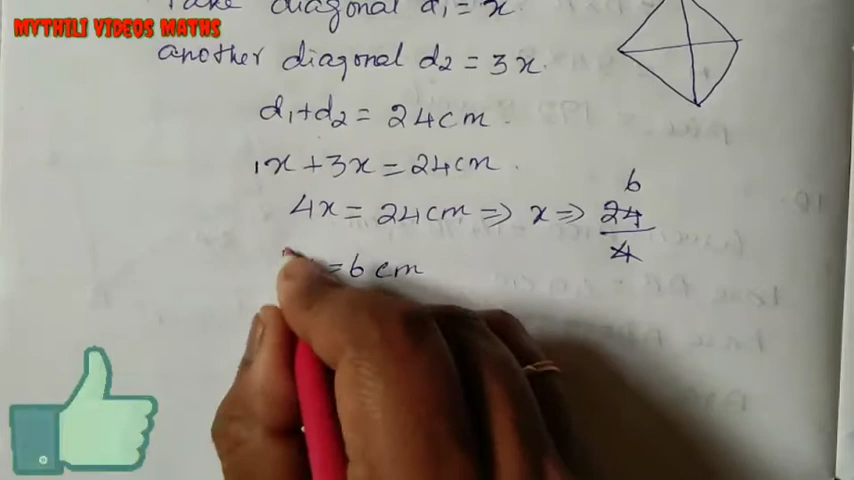 Take diagonal d₁ = x.
MYTHILI VIDEOS MATHS
another diagonal d₂ = 3x.
d₁+d₂ = 24cm.
1x+3x = 24cm.
6
4x = 24cm ⇒ x ⇒ 24/4
= 6 cm